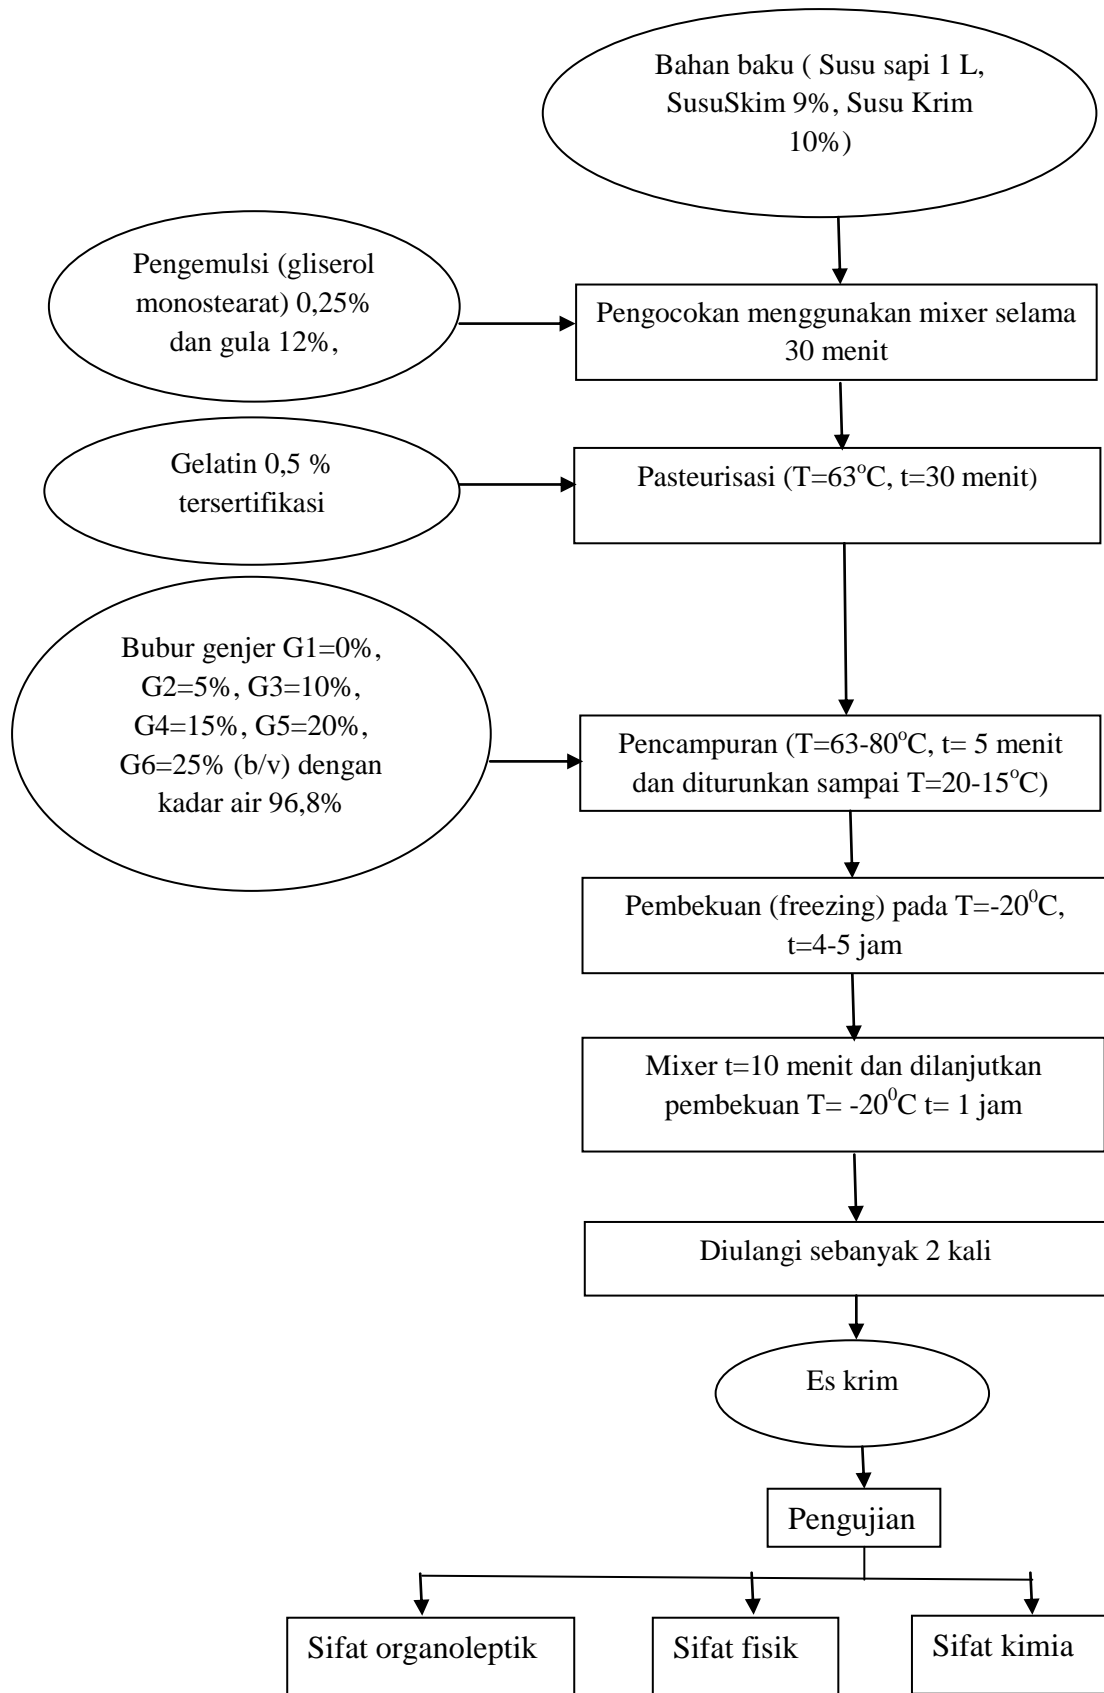 Bahan baku ( Susu sapi 1 L,
SusuSkim 9%, Susu Krim
10%)
Pengemulsi (gliserol
monostearat) 0,25%
dan gula 12%,
Pengocokan menggunakan mixer selama
30 menit
Gelatin 0,5 %
tersertifikasi
Pasteurisasi (T=63°C, t=30 menit)
Bubur genjer G1=0%,
G2=5%, G3=10%,
G4=15%, G5=20%,
G6=25% (b/v) dengan
kadar air 96,8%
Pencampuran (T=63-80°C, t= 5 menit
dan diturunkan sampai T=20-15°C)
Pembekuan (freezing) pada T=-20⁰C,
t=4-5 jam
Mixer t=10 menit dan dilanjutkan
pembekuan T= -20⁰C t= 1 jam
Diulangi sebanyak 2 kali
Es krim
Pengujian
Sifat organoleptik
Sifat fisik
Sifat kimia